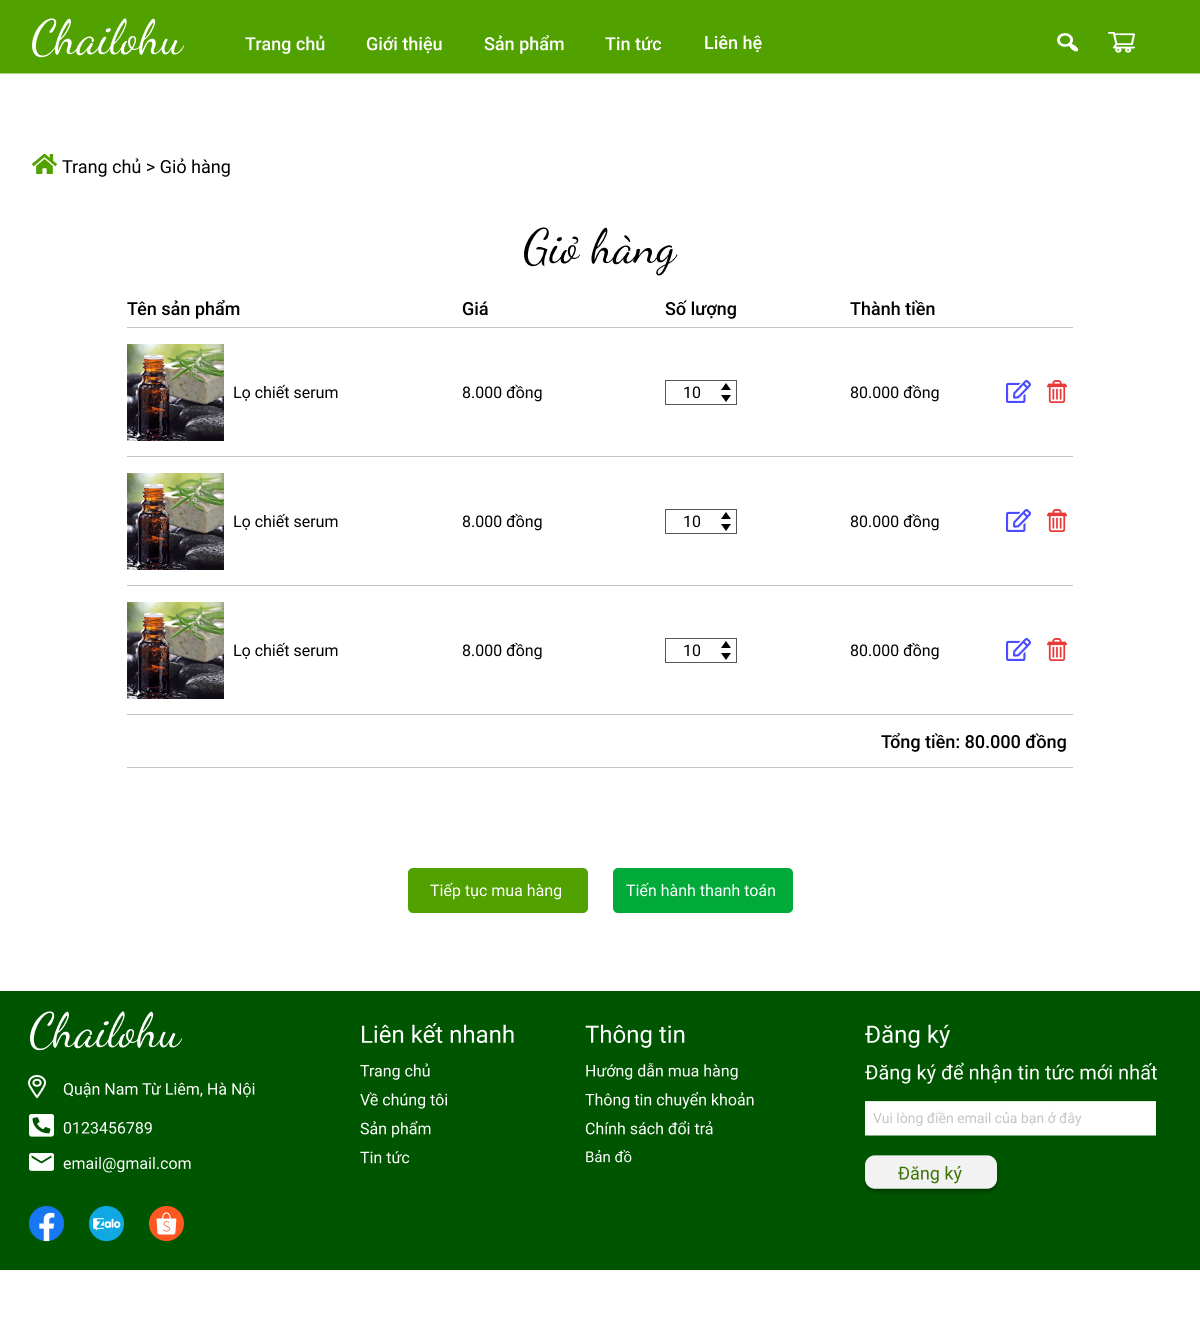 Chailohu
Trang chủ Giới thiệu Sản phẩm Tin tức Liên hệ
Trang chủ > Giỏ hàng
Giỏ hàng
Tên sản phẩm Giá Số lượng Thành tiền
Lọ chiết serum 8.000 đồng 10 80.000 đồng
Lọ chiết serum 8.000 đồng 10 80.000 đồng
Lọ chiết serum 8.000 đồng 10 80.000 đồng
Tổng tiền: 80.000 đồng
Tiếp tục mua hàng Tiến hành thanh toán
Chailohu
Quận Nam Từ Liêm, Hà Nội
0123456789
email@gmail.com
Zalo
S
Liên kết nhanh
Trang chủ
Về chúng tôi
Sản phẩm
Tin tức
Thông tin
Hướng dẫn mua hàng
Thông tin chuyển khoản
Chính sách đổi trả
Bản đồ
Đăng ký
Đăng ký để nhận tin tức mới nhất
Vui lòng điền email của bạn ở đây
Đăng ký